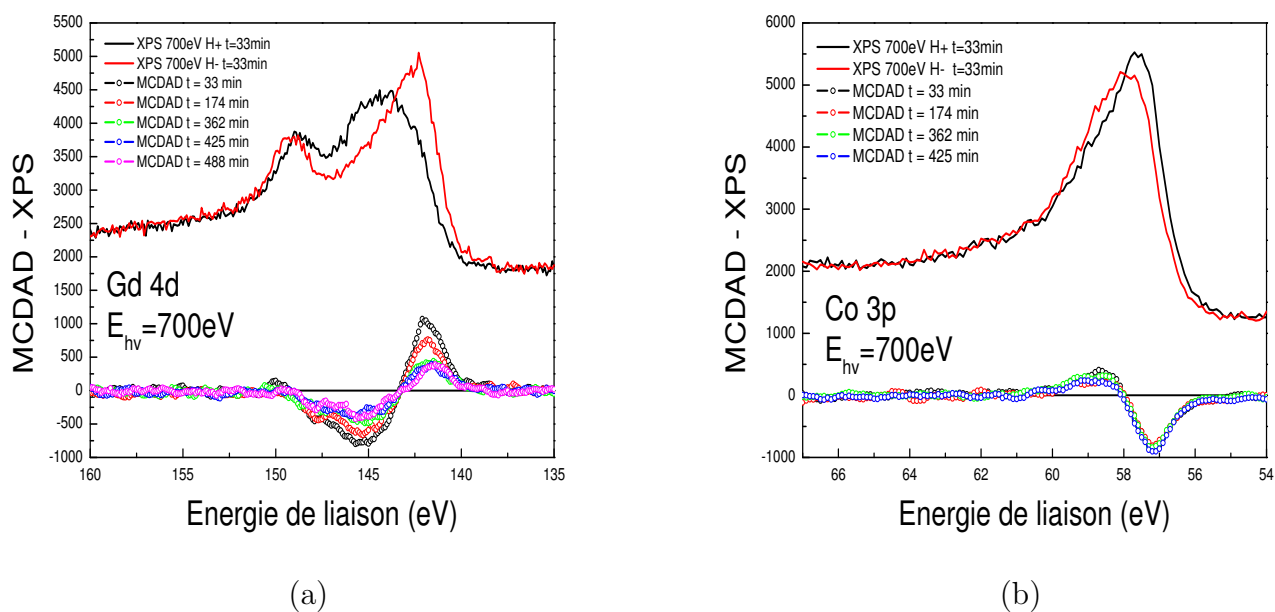 MCDAD - XPS
5500
5000
4500
4000
3500
3000
2500
2000
1500
1000
500
0
-500
-1000
XPS 700eV H+ t=33min
XPS 700eV H- t=33min
MCDAD t = 33 min
MCDAD t = 174 min
MCDAD t = 362 min
MCDAD t = 425 min
MCDAD t = 488 min
Gd 4d
E_hv=700eV
160 155 150 145 140 135
Energie de liaison (eV)
(a)
MCDAD - XPS
6000
5000
4000
3000
2000
1000
0
-1000
XPS 700eV H+ t=33min
XPS 700eV H- t=33min
MCDAD t = 33 min
MCDAD t = 174 min
MCDAD t = 362 min
MCDAD t = 425 min
Co 3p
E_hv=700eV
66 64 62 60 58 56 54
Energie de liaison (eV)
(b)